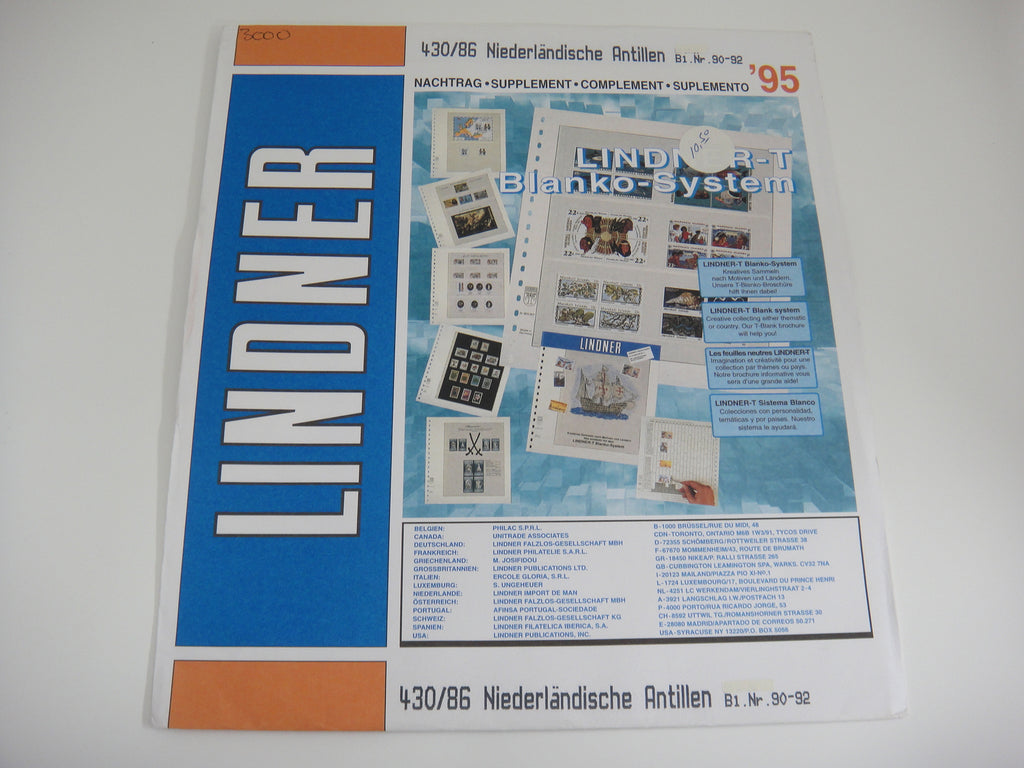 3000
430/86 Niederländische Antillen Bl.Nr.90-92
NACHTRAG • SUPPLEMENT • COMPLEMENT • SUPLEMENTO '95
LINDNER
10,50
LINDNER-T
Blanko-System
22c 22c
22c 22c
LINDNER-T Blanko-System
Kreatives Sammeln
nach Motiven und Ländern.
Unsere T-Blanko-Broschüre
hilft Ihnen dabei!
LINDNER-T Blank system
Creative collecting either thematic
or country. Our T-Blank brochure
will help you!
Les feuilles neutres LINDNER-T
Imagination et créativité pour une
collection par thèmes ou pays.
Notre brochure informative vous
sera d'une grande aide!
LINDNER-T Sistema Blanco
Colecciones con personalidad,
temáticas y por paises. Nuestro
sistema le ayudará.
LINDNER
LINDNER-T Blanko-System
BELGIEN: PHILAC S.P.R.L. B-1000 BRÜSSEL/RUE DU MIDI, 48
CANADA: UNITRADE ASSOCIATES CDN-TORONTO, ONTARIO M6B 1W3/91, TYCOS DRIVE
DEUTSCHLAND: LINDNER FALZLOS-GESELLSCHAFT MBH D-72355 SCHÖMBERG/ROTTWEILER STRASSE 38
FRANKREICH: LINDNER PHILATELIE S.A.R.L. F-67670 MOMMENHEIM/43, ROUTE DE BRUMATH
GRIECHENLAND: M. JOSIFIDOU GR-18450 NIKEA/P. RALLI STRASSE 265
GROSSBRITANNIEN: LINDNER PUBLICATIONS LTD. GB-CUBBINGTON LEAMINGTON SPA, WARKS. CV32 7NA
ITALIEN: ERCOLE GLORIA, S.R.L. I-20123 MAILAND/PIAZZA PIO XI-Nº.1
LUXEMBURG: S. UNGEHEUER L-1724 LUXEMBOURG/17, BOULEVARD DU PRINCE HENRI
NIEDERLANDE: LINDNER IMPORT DE MAN NL-4251 LC WERKENDAM/VIERLINGHSTRAAT 2-4
ÖSTERREICH: LINDNER FALZLOS-GESELLSCHAFT MBH A-3921 LANGSCHLAG I.W./POSTFACH 13
PORTUGAL: AFINSA PORTUGAL-SOCIEDADE P-4000 PORTO/RUA RICARDO JORGE, 53
SCHWEIZ: LINDNER FALZLOS-GESELLSCHAFT KG CH-8592 UTTWIL TG./ROMANSHORNER STRASSE 30
SPANIEN: LINDNER FILATELICA IBERICA, S.A. E-28080 MADRID/APARTADO DE CORREOS 50.271
USA: LINDNER PUBLICATIONS, INC. USA-SYRACUSE NY 13220/P.O. BOX 5056
430/86 Niederländische Antillen Bl.Nr.90-92